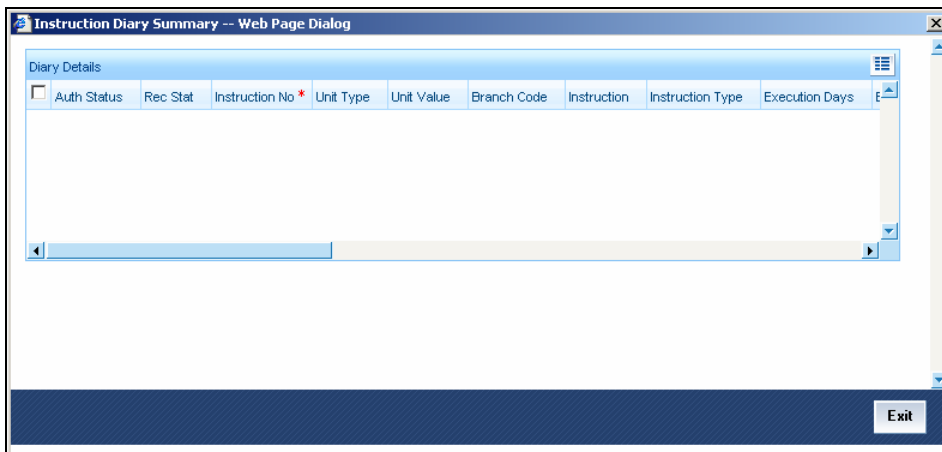 Instruction Diary Summary -- Web Page Dialog
Diary Details
Auth Status Rec Stat Instruction No * Unit Type Unit Value Branch Code Instruction Instruction Type Execution Days
Exit